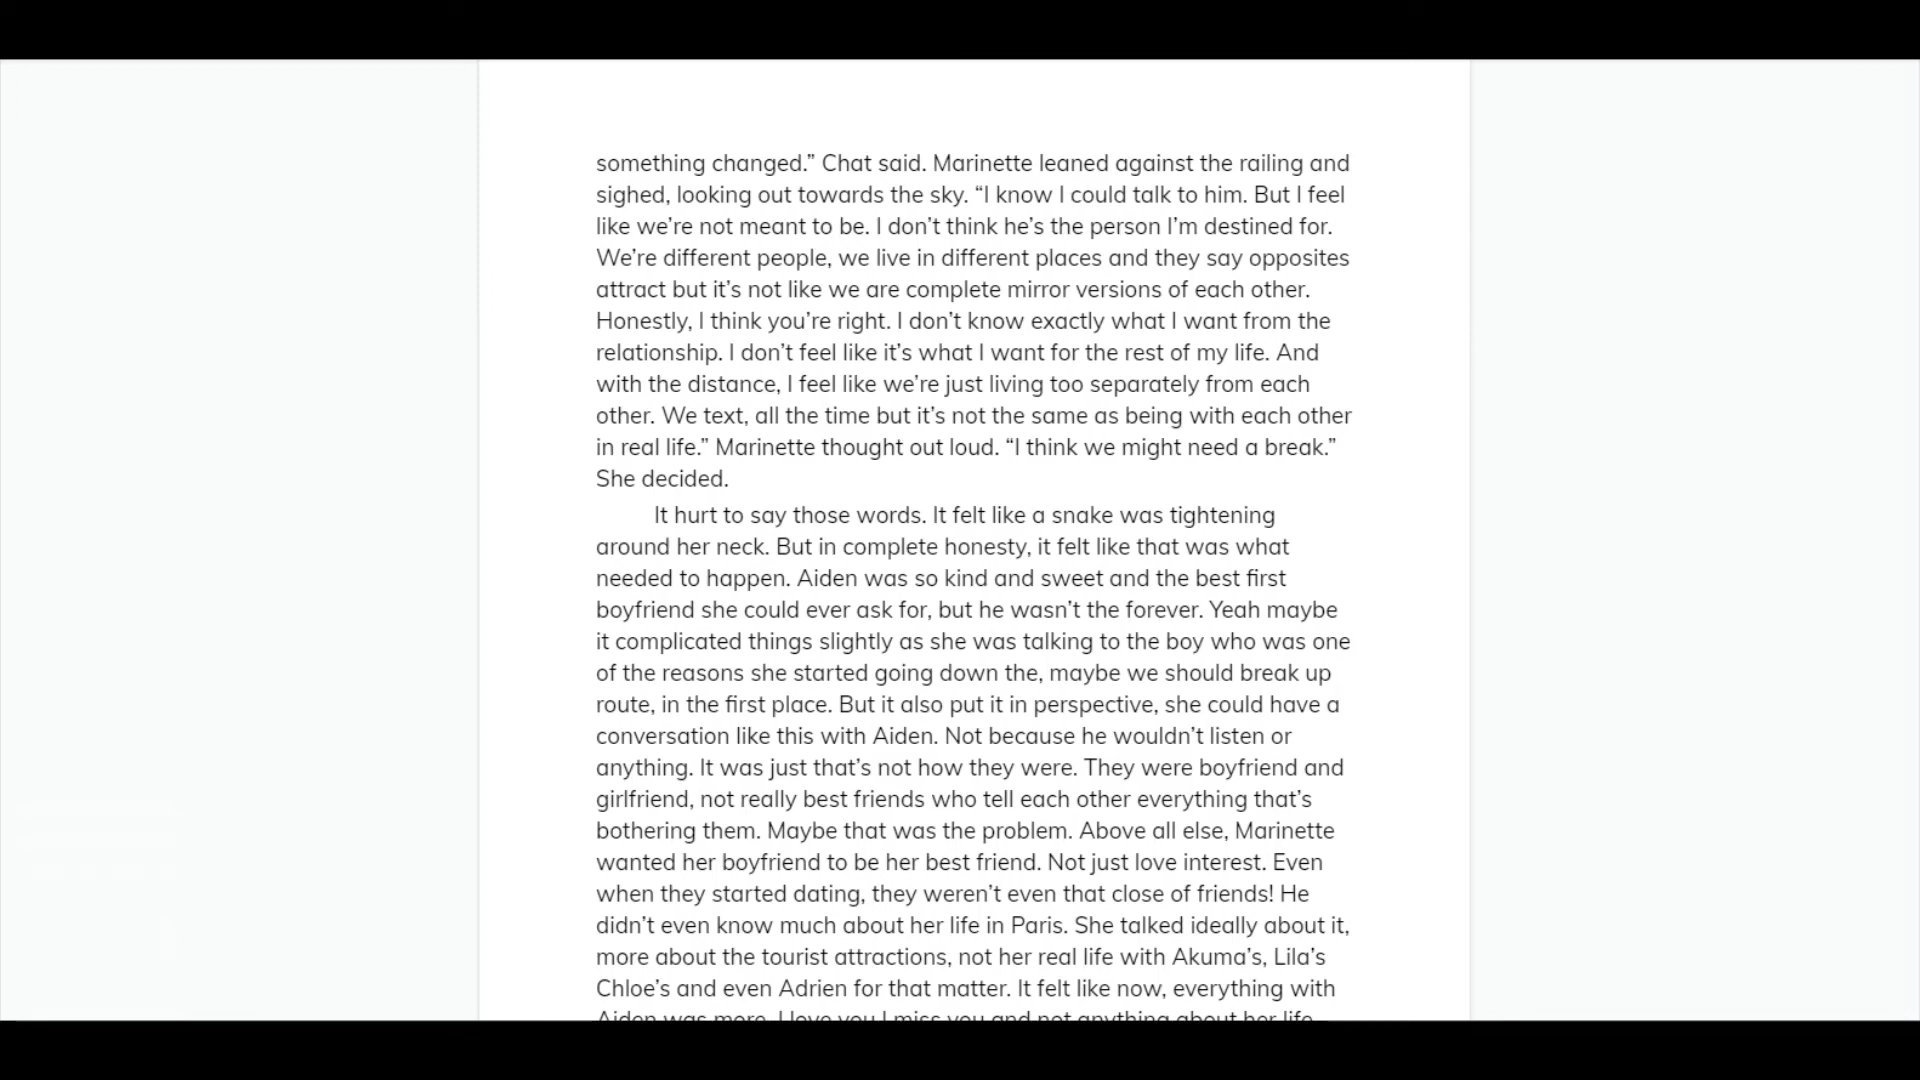 something changed.” Chat said. Marinette leaned against the railing and
sighed, looking out towards the sky. “I know I could talk to him. But I feel
like we’re not meant to be. I don’t think he’s the person I’m destined for.
We’re different people, we live in different places and they say opposites
attract but it’s not like we are complete mirror versions of each other.
Honestly, I think you’re right. I don’t know exactly what I want from the
relationship. I don’t feel like it’s what I want for the rest of my life. And
with the distance, I feel like we’re just living too separately from each
other. We text, all the time but it’s not the same as being with each other
in real life.” Marinette thought out loud. “I think we might need a break.”
She decided.
It hurt to say those words. It felt like a snake was tightening
around her neck. But in complete honesty, it felt like that was what
needed to happen. Aiden was so kind and sweet and the best first
boyfriend she could ever ask for, but he wasn’t the forever. Yeah maybe
it complicated things slightly as she was talking to the boy who was one
of the reasons she started going down the, maybe we should break up
route, in the first place. But it also put it in perspective, she could have a
conversation like this with Aiden. Not because he wouldn’t listen or
anything. It was just that’s not how they were. They were boyfriend and
girlfriend, not really best friends who tell each other everything that’s
bothering them. Maybe that was the problem. Above all else, Marinette
wanted her boyfriend to be her best friend. Not just love interest. Even
when they started dating, they weren’t even that close of friends! He
didn’t even know much about her life in Paris. She talked ideally about it,
more about the tourist attractions, not her real life with Akuma’s, Lila’s
Chloe’s and even Adrien for that matter. It felt like now, everything with
Aiden was more, I love you I miss you and not anything about her life